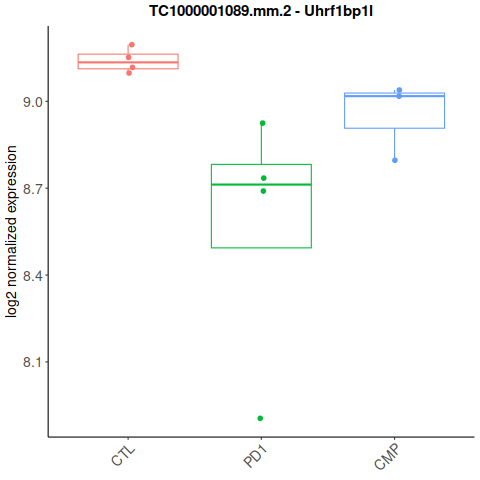 TC1000001089.mm.2 - Uhrf1bp1l
log2 normalized expression
9.0
8.7
8.4
8.1
CTL
PD1
CMP